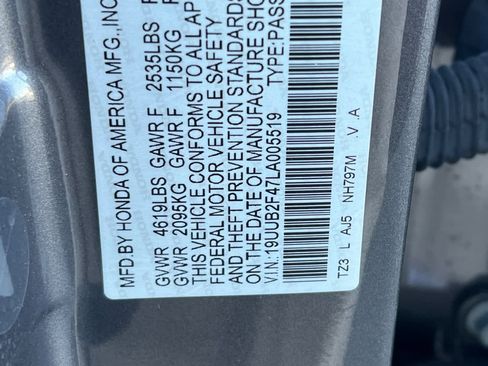 MFD.BY HONDA OF AMERICA MFG.,INC
GVWR 4619LBS GAWR F 2535LBS
GVWR 2095KG GAWR F 1150KG
THIS VEHICLE CONFORMS TO ALL AP
FEDERAL MOTOR VEHICLE SAFETY
AND THEFT PREVENTION STANDARDS
ON THE DATE OF MANUFACTURE SHO
V I N: 19UUB2F47LA005519 TYPE:PASS
TZ3 L AJ5 NH797M .V .A